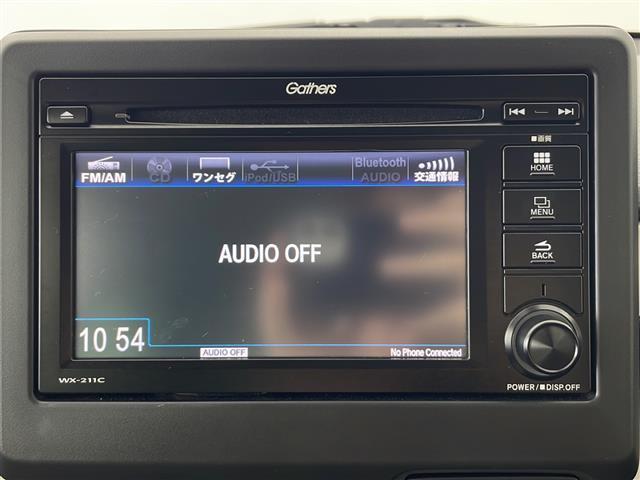 Gathers
■画質
FM/AM
CD
ワンセグ
iPod/USB
Bluetooth
AUDIO
交通情報
HOME
MENU
BACK
AUDIO OFF
10 54
AUDIO OFF
No Phone Connected
WX-211C
POWER/■DISP.OFF